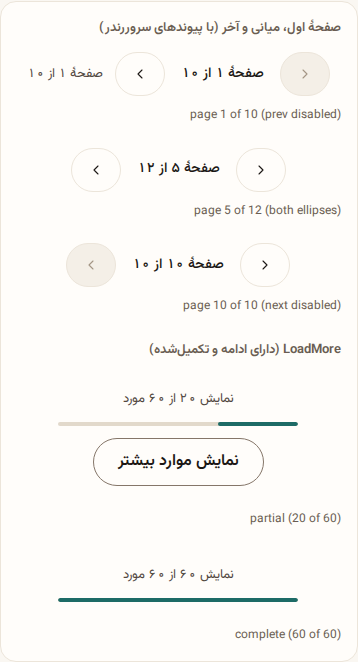 صفحهٔ اول، میانی و آخر (با پیوندهای سروررندر)
صفحهٔ ۱ از ۱۰
صفحهٔ ۱ از ۱۰
page 1 of 10 (prev disabled)
صفحهٔ ۵ از ۱۲
page 5 of 12 (both ellipses)
صفحهٔ ۱۰ از ۱۰
page 10 of 10 (next disabled)
LoadMore (دارای ادامه و تکمیل‌شده)
نمایش ۲۰ از ۶۰ مورد
نمایش موارد بیشتر
partial (20 of 60)
نمایش ۶۰ از ۶۰ مورد
complete (60 of 60)